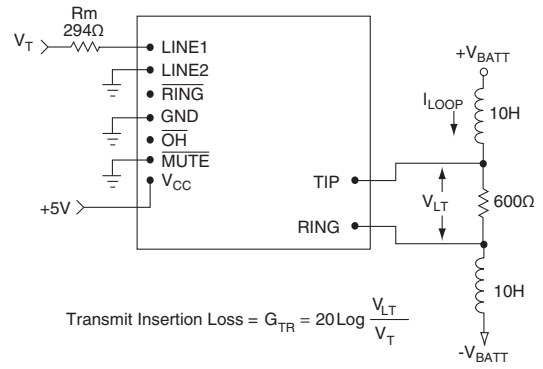 Rm
294Ω
V_T
LINE1
LINE2
RING
GND
OH
MUTE
V_CC
+5V
TIP
RING
+V_BATT
I_LOOP
10H
V_LT
600Ω
10H
-V_BATT
Transmit Insertion Loss = G_TR = 20Log V_LT / V_T